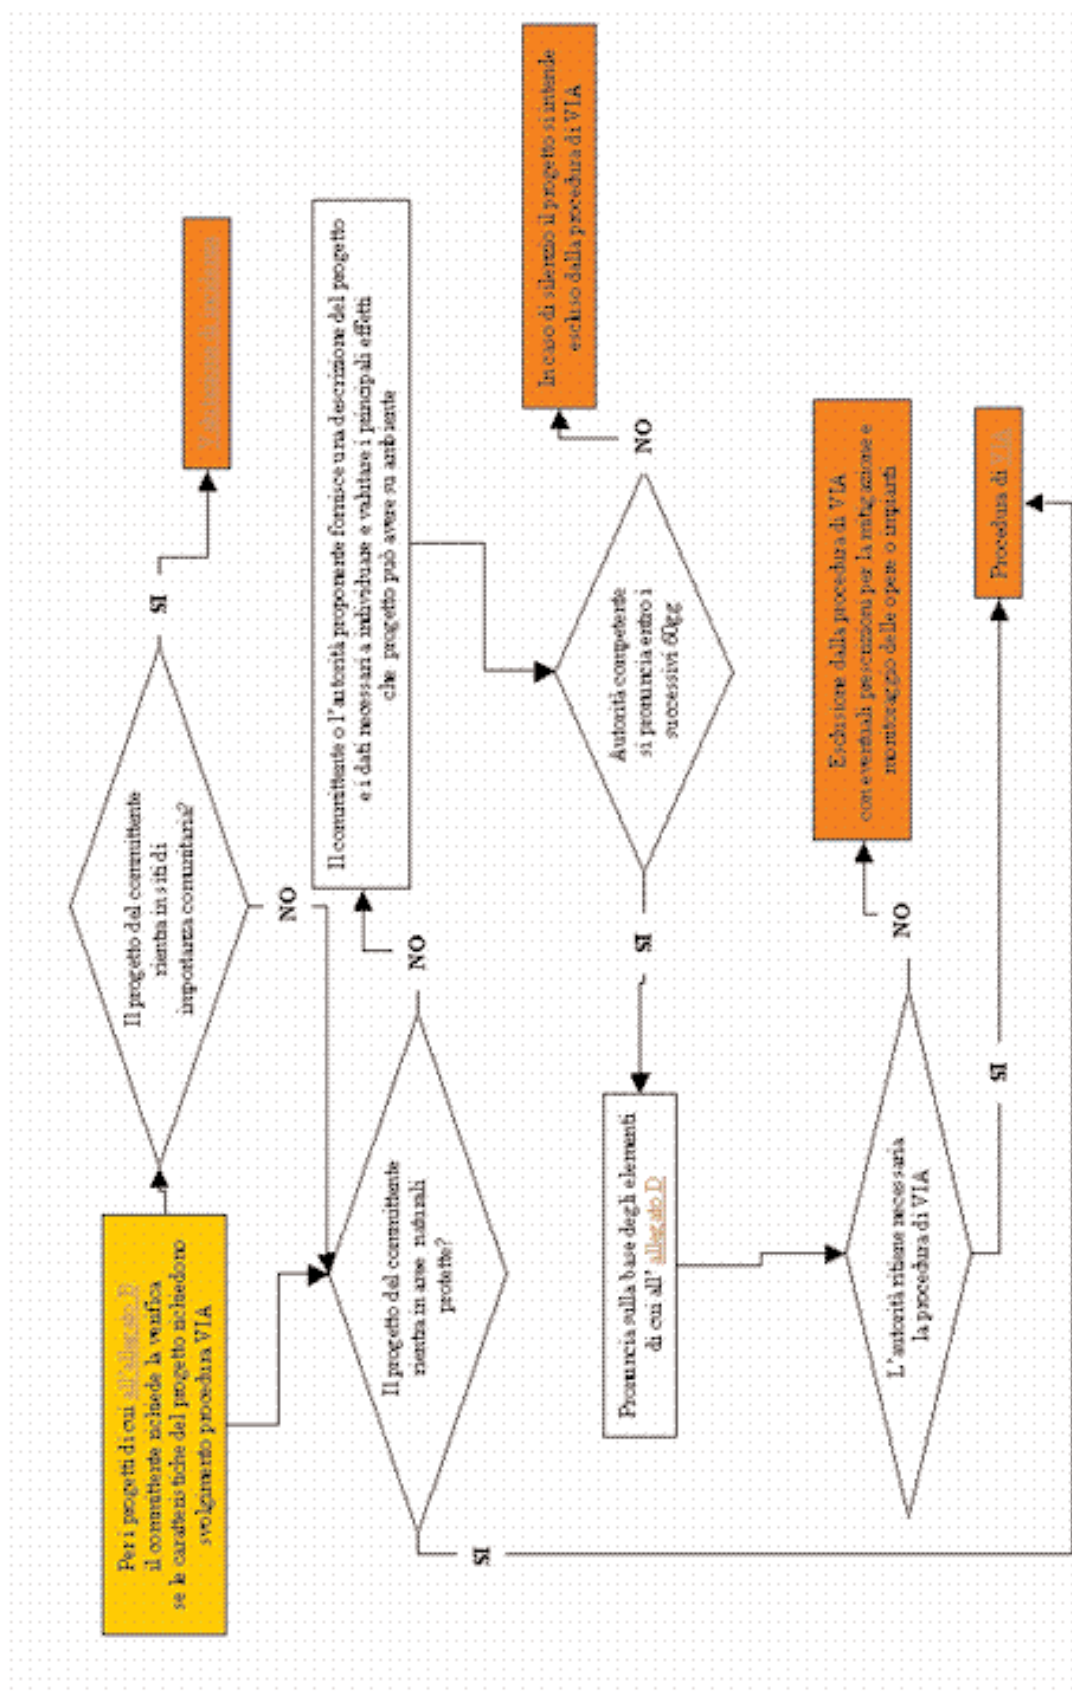 Per i progetti di cui all'allegato D
il committente richiede la verifica
se le caratteristiche del progetto richiedono
svolgimento procedura VIA
Il progetto del committente
rientra in siti di
importanza comunitaria?
SI
NO
Il progetto del committente
rientra in aree naturali
protette?
NO
SI
Il committente o l'autorità proponente fornisce una descrizione del progetto
e i dati necessari a individuare e valutare i principali effetti
che progetto può avere su ambiente
Autorità competente
si pronuncia entro i
successivi 60gg
NO
SI
In caso di silenzio il progetto si intende
escluso dalla procedura di VIA
Pronuncia sulla base degli elementi
di cui all' allegato D
L'autorità ritiene necessaria
la procedura di VIA
NO
SI
Esclusione dalla procedura di VIA
con eventuali prescrizioni per la mitigazione e
monitoraggio delle opere o impianti
Procedura di VIA